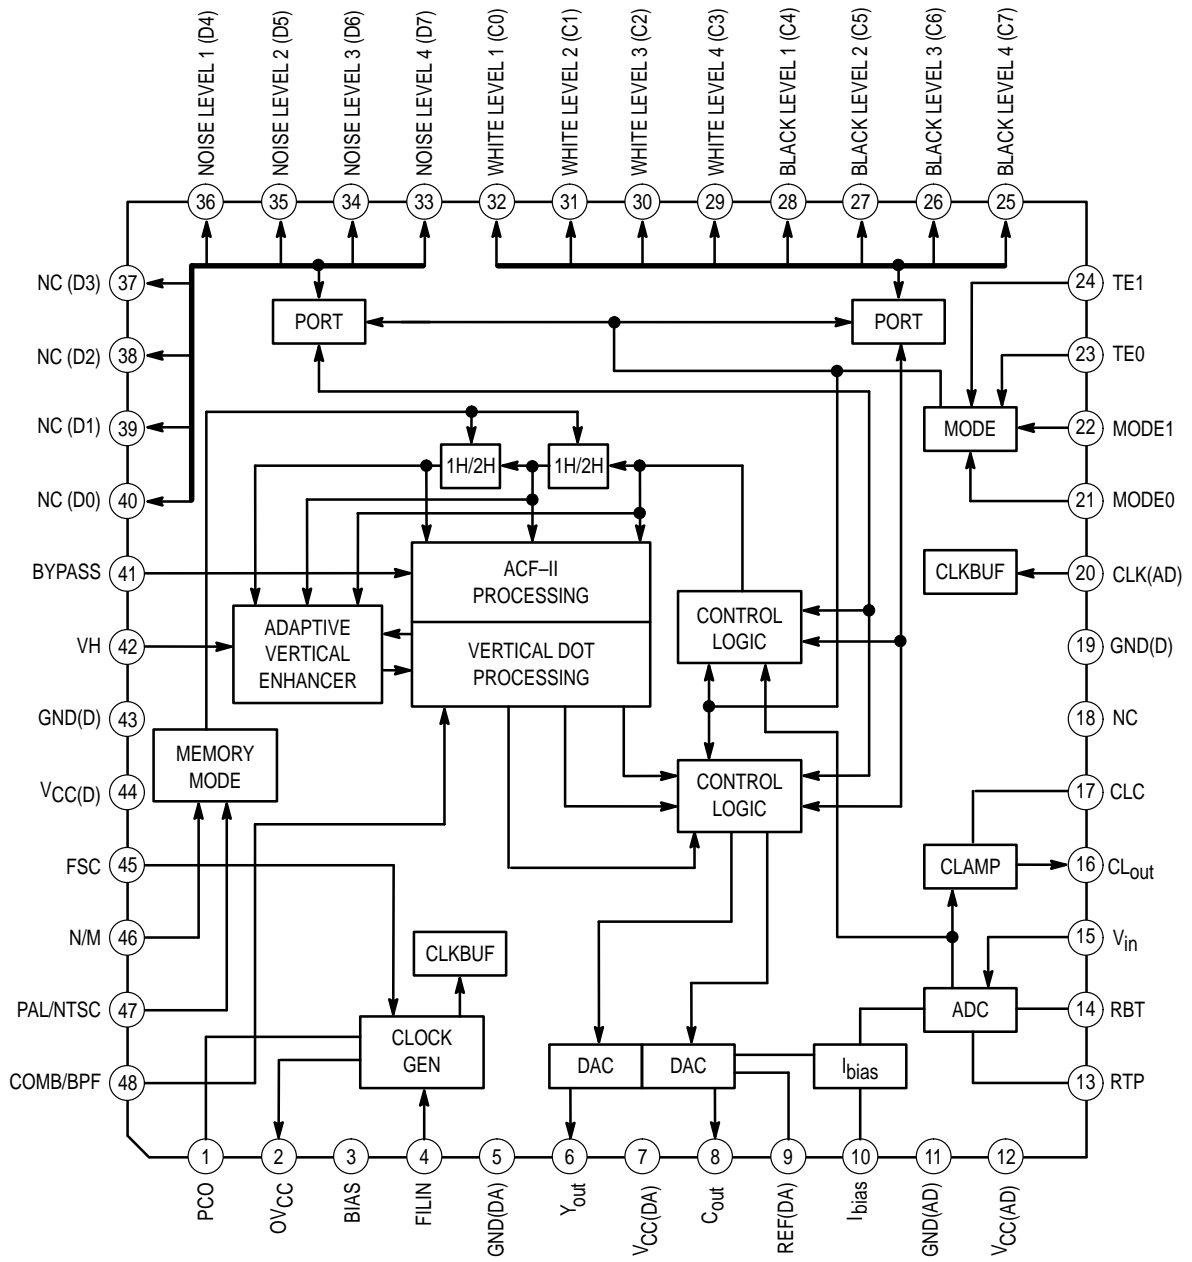 NOISE LEVEL 1 (D4)
NOISE LEVEL 2 (D5)
NOISE LEVEL 3 (D6)
NOISE LEVEL 4 (D7)
WHITE LEVEL 1 (C0)
WHITE LEVEL 2 (C1)
WHITE LEVEL 3 (C2)
WHITE LEVEL 4 (C3)
BLACK LEVEL 1 (C4)
BLACK LEVEL 2 (C5)
BLACK LEVEL 3 (C6)
BLACK LEVEL 4 (C7)
36
35
34
33
32
31
30
29
28
27
26
25
NC (D3)
37
24
TE1
PORT
PORT
NC (D2)
38
23
TE0
NC (D1)
39
MODE
22
MODE1
1H/2H
1H/2H
NC (D0)
40
21
MODE0
BYPASS
41
ACF–II
PROCESSING
CLKBUF
20
CLK(AD)
ADAPTIVE
VERTICAL
ENHANCER
VERTICAL DOT
PROCESSING
CONTROL
LOGIC
VH
42
19
GND(D)
GND(D)
43
18
NC
MEMORY
MODE
CONTROL
LOGIC
VCC(D)
44
17
CLC
FSC
45
CLAMP
16
CLout
N/M
46
CLKBUF
15
Vin
PAL/NTSC
47
CLOCK
GEN
ADC
14
RBT
COMB/BPF
48
DAC
DAC
Ibias
13
RTP
1
2
3
4
5
6
7
8
9
10
11
12
PCO
OVCC
BIAS
FILIN
GND(DA)
Yout
VCC(DA)
Cout
REF(DA)
Ibias
GND(AD)
VCC(AD)